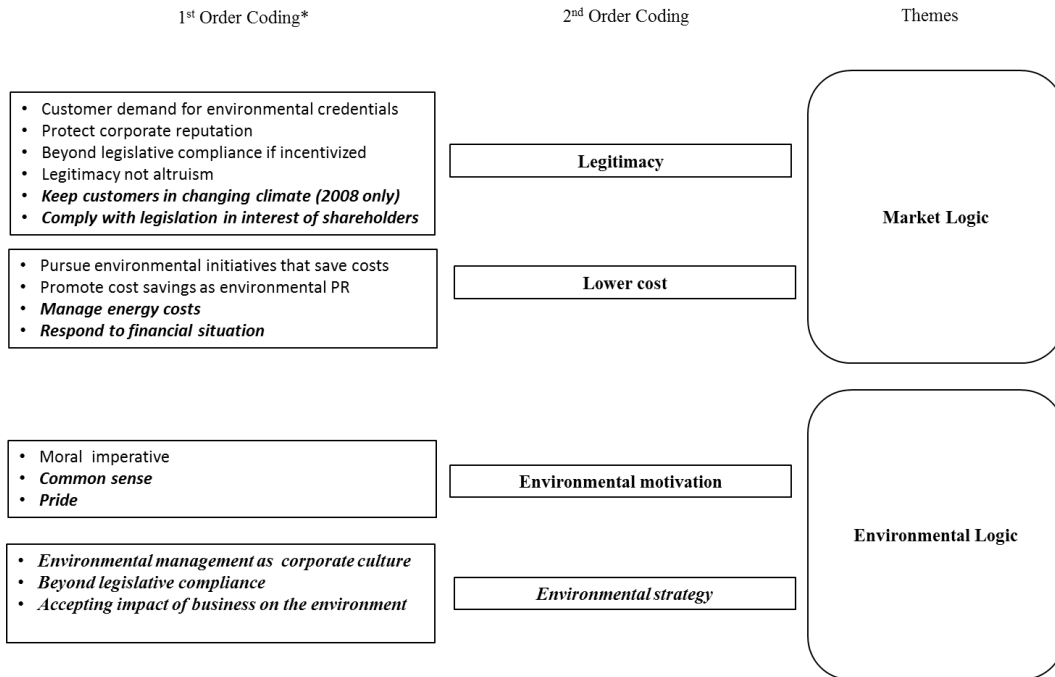 1st Order Coding*
2nd Order Coding
Themes
• Customer demand for environmental credentials
• Protect corporate reputation
• Beyond legislative compliance if incentivized
• Legitimacy not altruism
• Keep customers in changing climate (2008 only)
• Comply with legislation in interest of shareholders
Legitimacy
Market Logic
• Pursue environmental initiatives that save costs
• Promote cost savings as environmental PR
• Manage energy costs
• Respond to financial situation
Lower cost
• Moral imperative
• Common sense
• Pride
Environmental motivation
Environmental Logic
• Environmental management as corporate culture
• Beyond legislative compliance
• Accepting impact of business on the environment
Environmental strategy